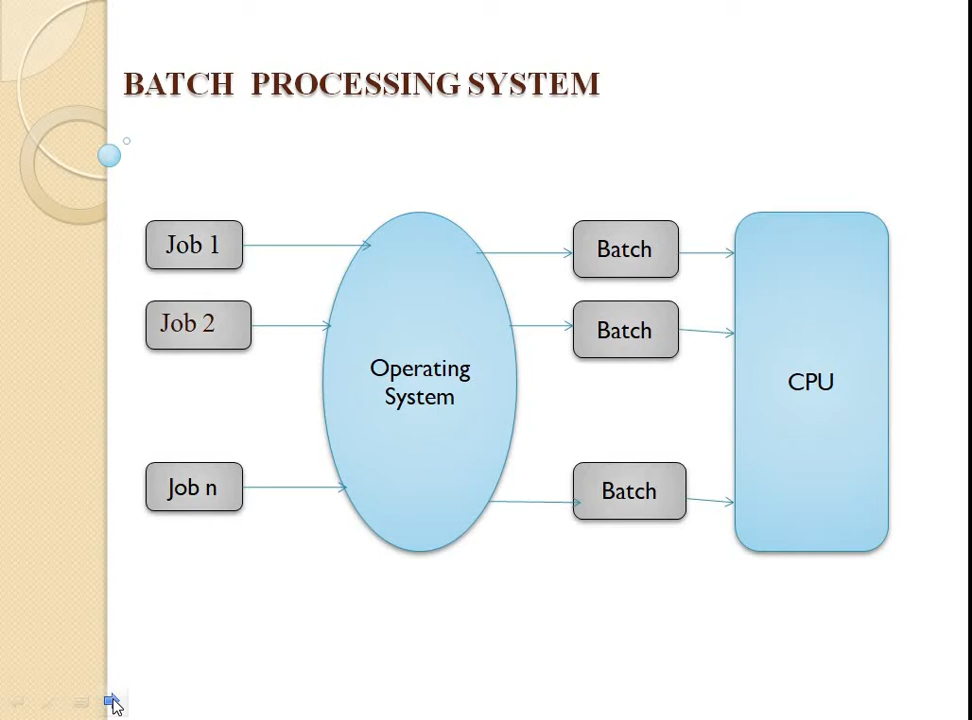 BATCH PROCESSING SYSTEM
Job 1
Batch
Job 2
Batch
Operating
System
CPU
Job n
Batch